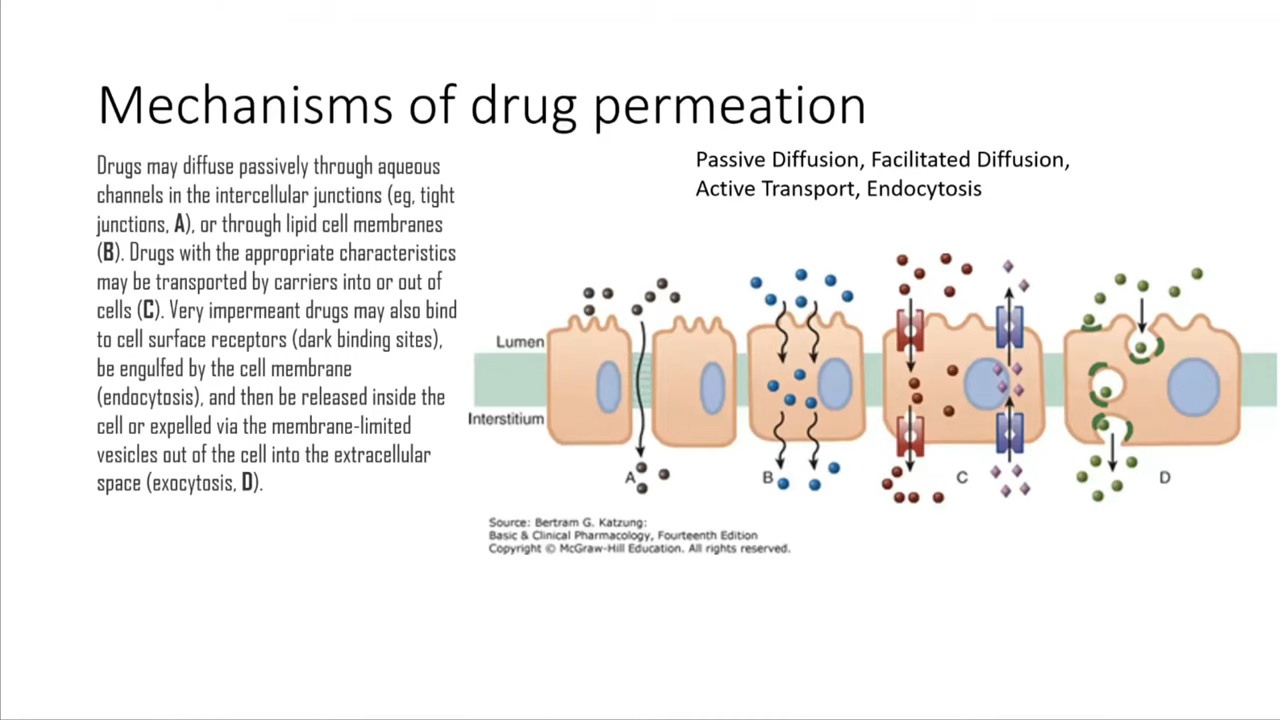 Mechanisms of drug permeation
Drugs may diffuse passively through aqueous
channels in the intercellular junctions (eg, tight
junctions, A), or through lipid cell membranes
(B). Drugs with the appropriate characteristics
may be transported by carriers into or out of
cells (C). Very impermeant drugs may also bind
to cell surface receptors (dark binding sites),
be engulfed by the cell membrane
(endocytosis), and then be released inside the
cell or expelled via the membrane-limited
vesicles out of the cell into the extracellular
space (exocytosis, D).
Passive Diffusion, Facilitated Diffusion,
Active Transport, Endocytosis
Lumen
Interstitium
A
B
C
D
Source: Bertram G. Katzung:
Basic & Clinical Pharmacology, Fourteenth Edition
Copyright © McGraw-Hill Education. All rights reserved.